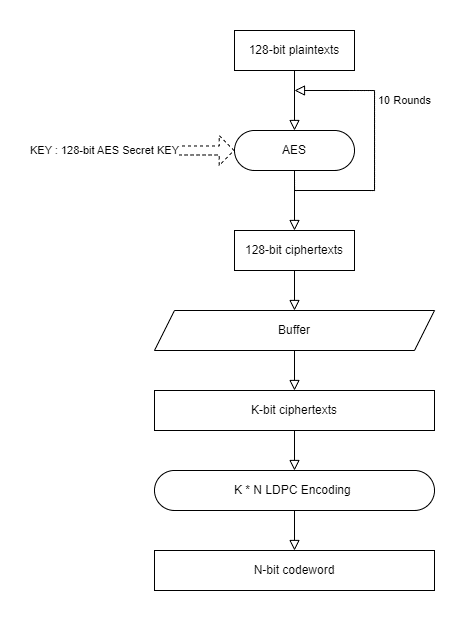 128-bit plaintexts
10 Rounds
KEY : 128-bit AES Secret KEY
AES
128-bit ciphertexts
Buffer
K-bit ciphertexts
K * N LDPC Encoding
N-bit codeword